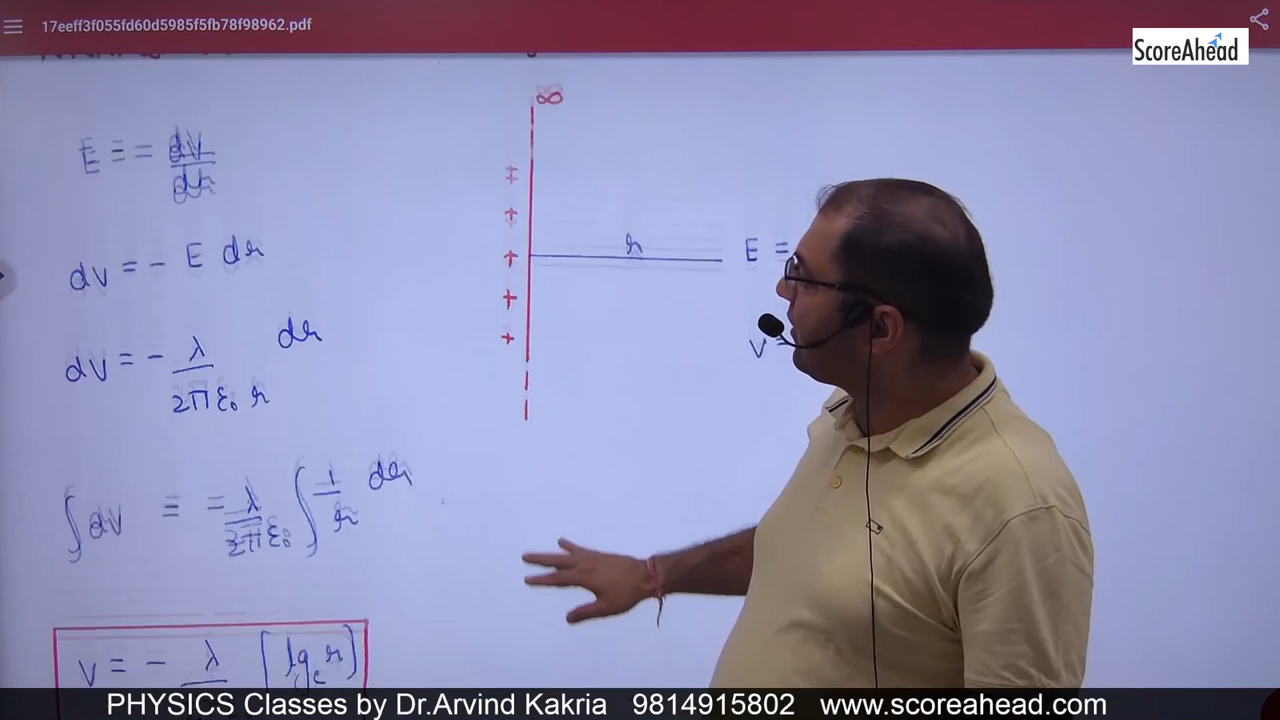 17eeff3f055fd60d5985f5fb78f98962.pdf
ScoreAhead
∞
E = - dV/dr
+
+
+
+
+
r
E =
dV = - E dr
V =
dV = - λ/2πε₀ r dr
∫dV = - λ/2πε₀ ∫ 1/r dr
V = - λ [logₑ r]
PHYSICS Classes by Dr.Arvind Kakria 9814915802 www.scoreahead.com